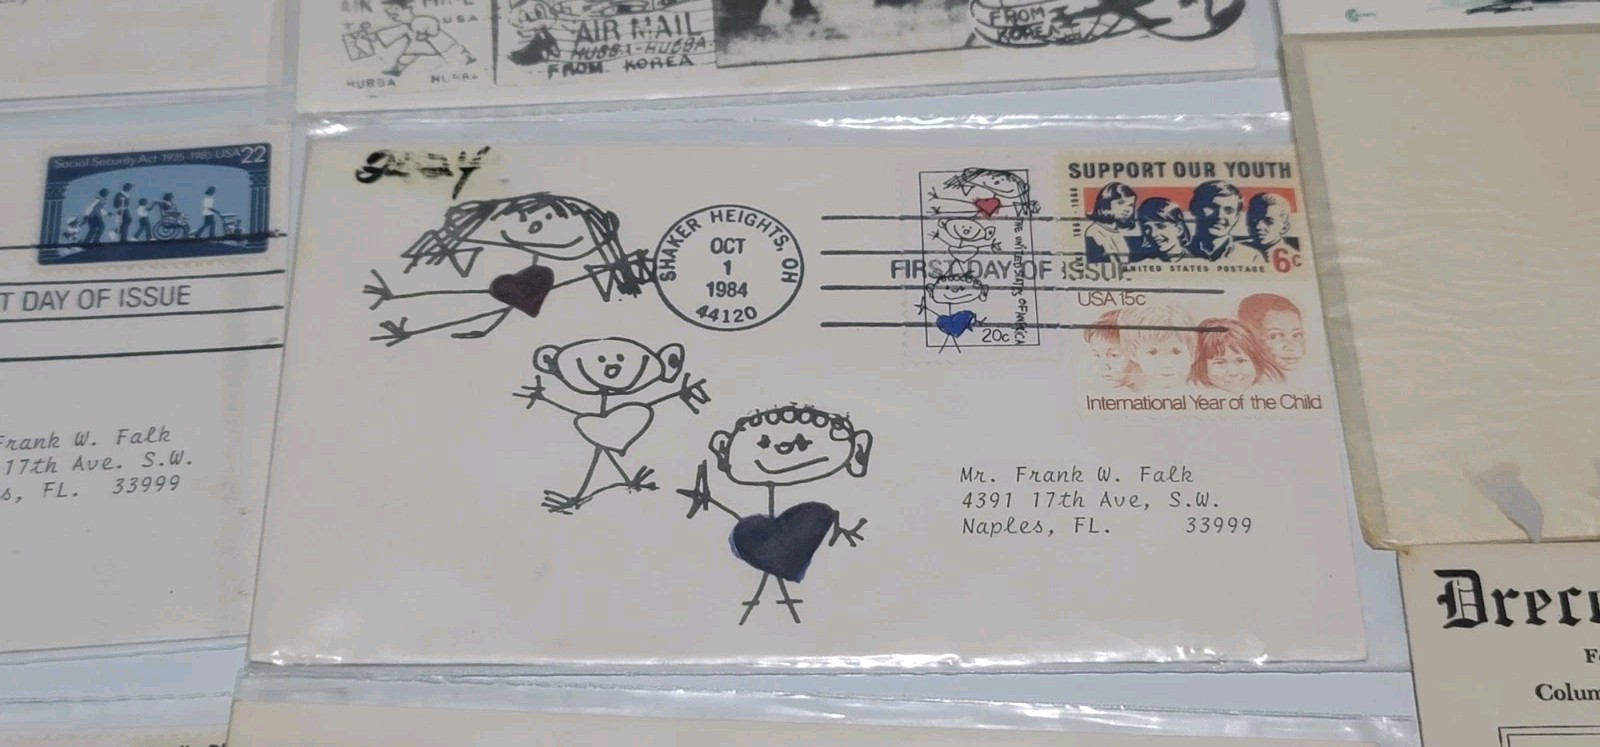 USA
HUBBA
AIR MAIL
HUBBA-HUBBA
FROM KOREA
FROM
KOREA
Social Security Act 1935-1985 USA 22
T DAY OF ISSUE
Frank W. Falk
17th Ave. S.W.
s, FL. 33999
SHAKER HEIGHTS, OH
OCT
1
1984
44120
FIRST DAY OF ISSUE
THE UNITED STATES OF AMERICA
20c
SUPPORT OUR YOUTH
UNITED STATES POSTAGE 6c
USA 15c
International Year of the Child
Mr. Frank W. Falk
4391 17th Ave, S.W.
Naples, FL. 33999
Colum